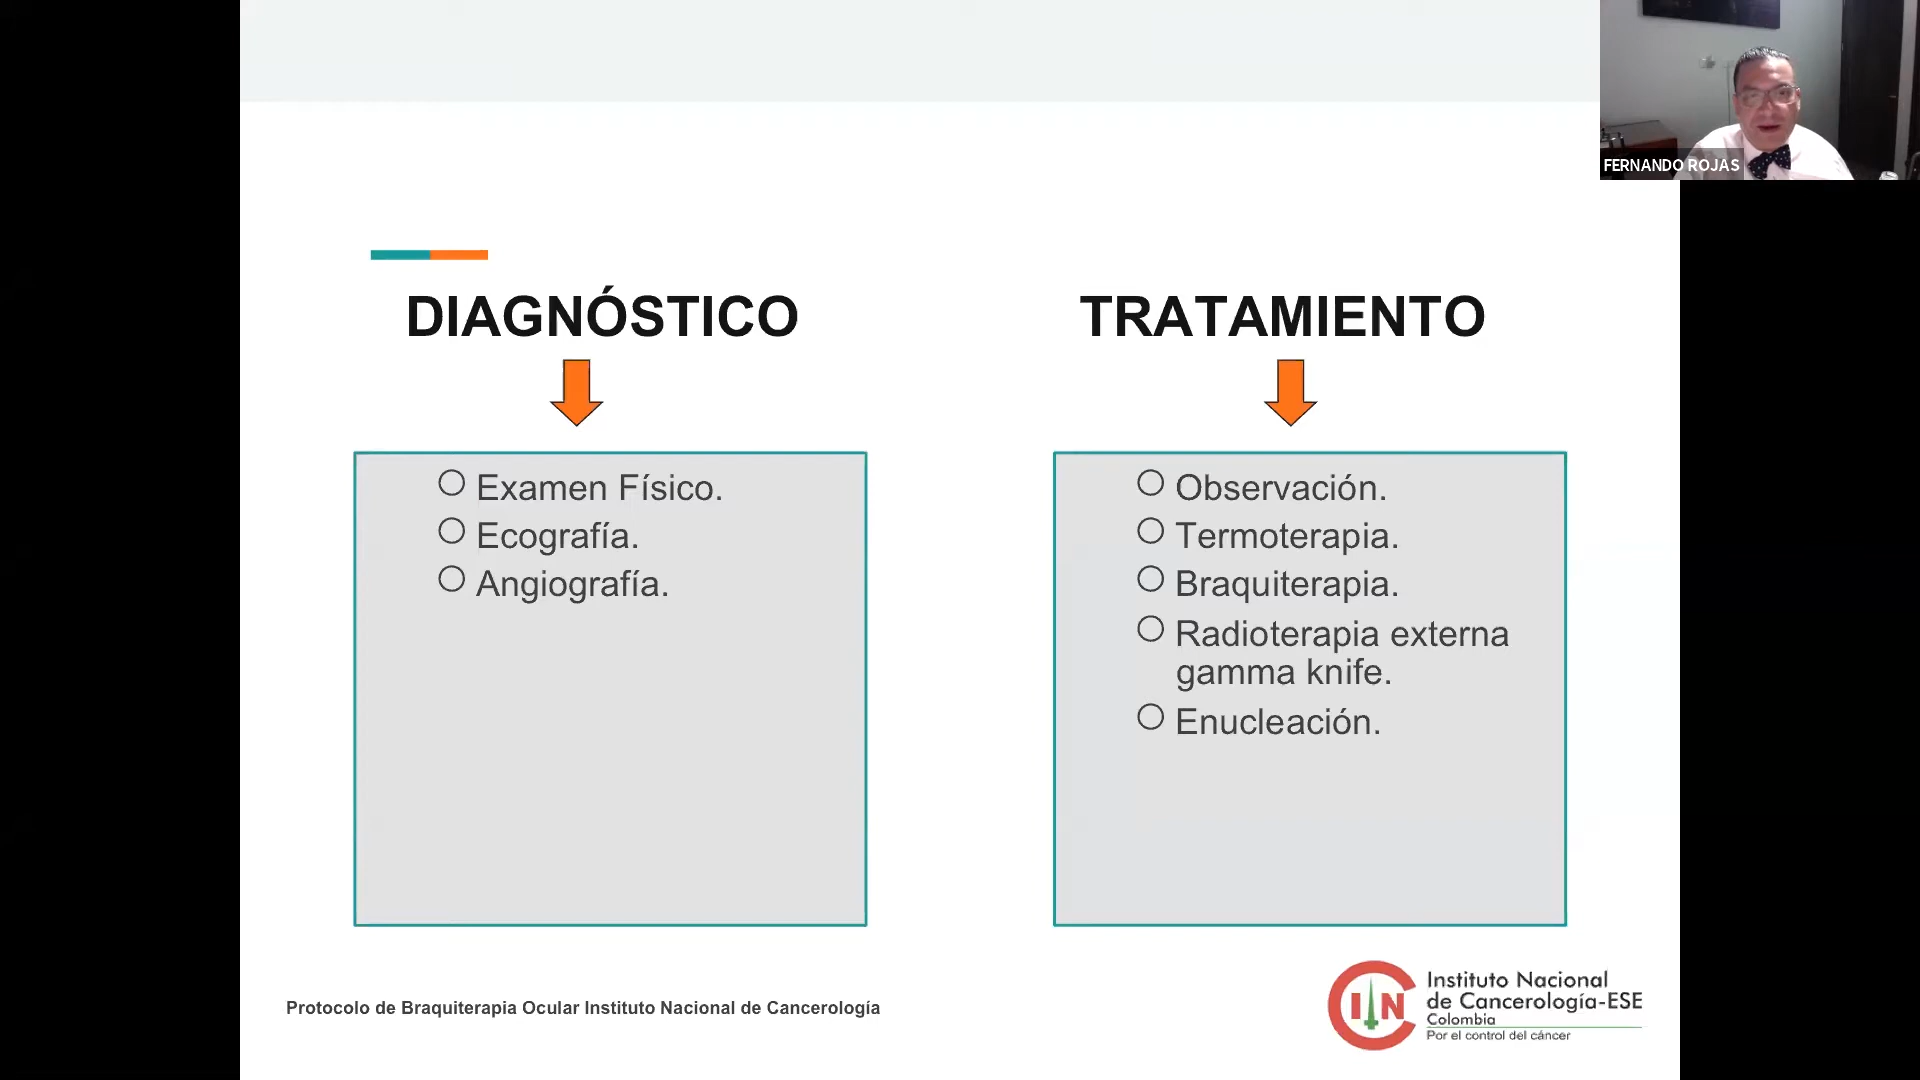 FERNANDO ROJAS
DIAGNÓSTICO
Examen Físico.
Ecografía.
Angiografía.
TRATAMIENTO
Observación.
Termoterapia.
Braquiterapia.
Radioterapia externa
gamma knife.
Enucleación.
Protocolo de Braquiterapia Ocular Instituto Nacional de Cancerología
Instituto Nacional
de Cancerología-ESE
Colombia
Por el control del cáncer